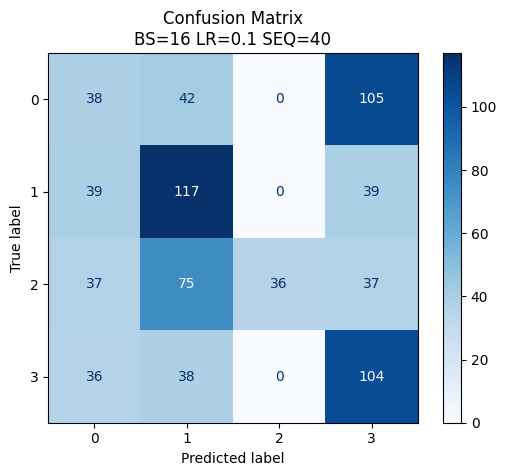 Confusion Matrix
BS=16 LR=0.1 SEQ=40
True label
0 38 42 0 105
1 39 117 0 39
2 37 75 36 37
3 36 38 0 104
0 1 2 3
Predicted label
100
80
60
40
20
0